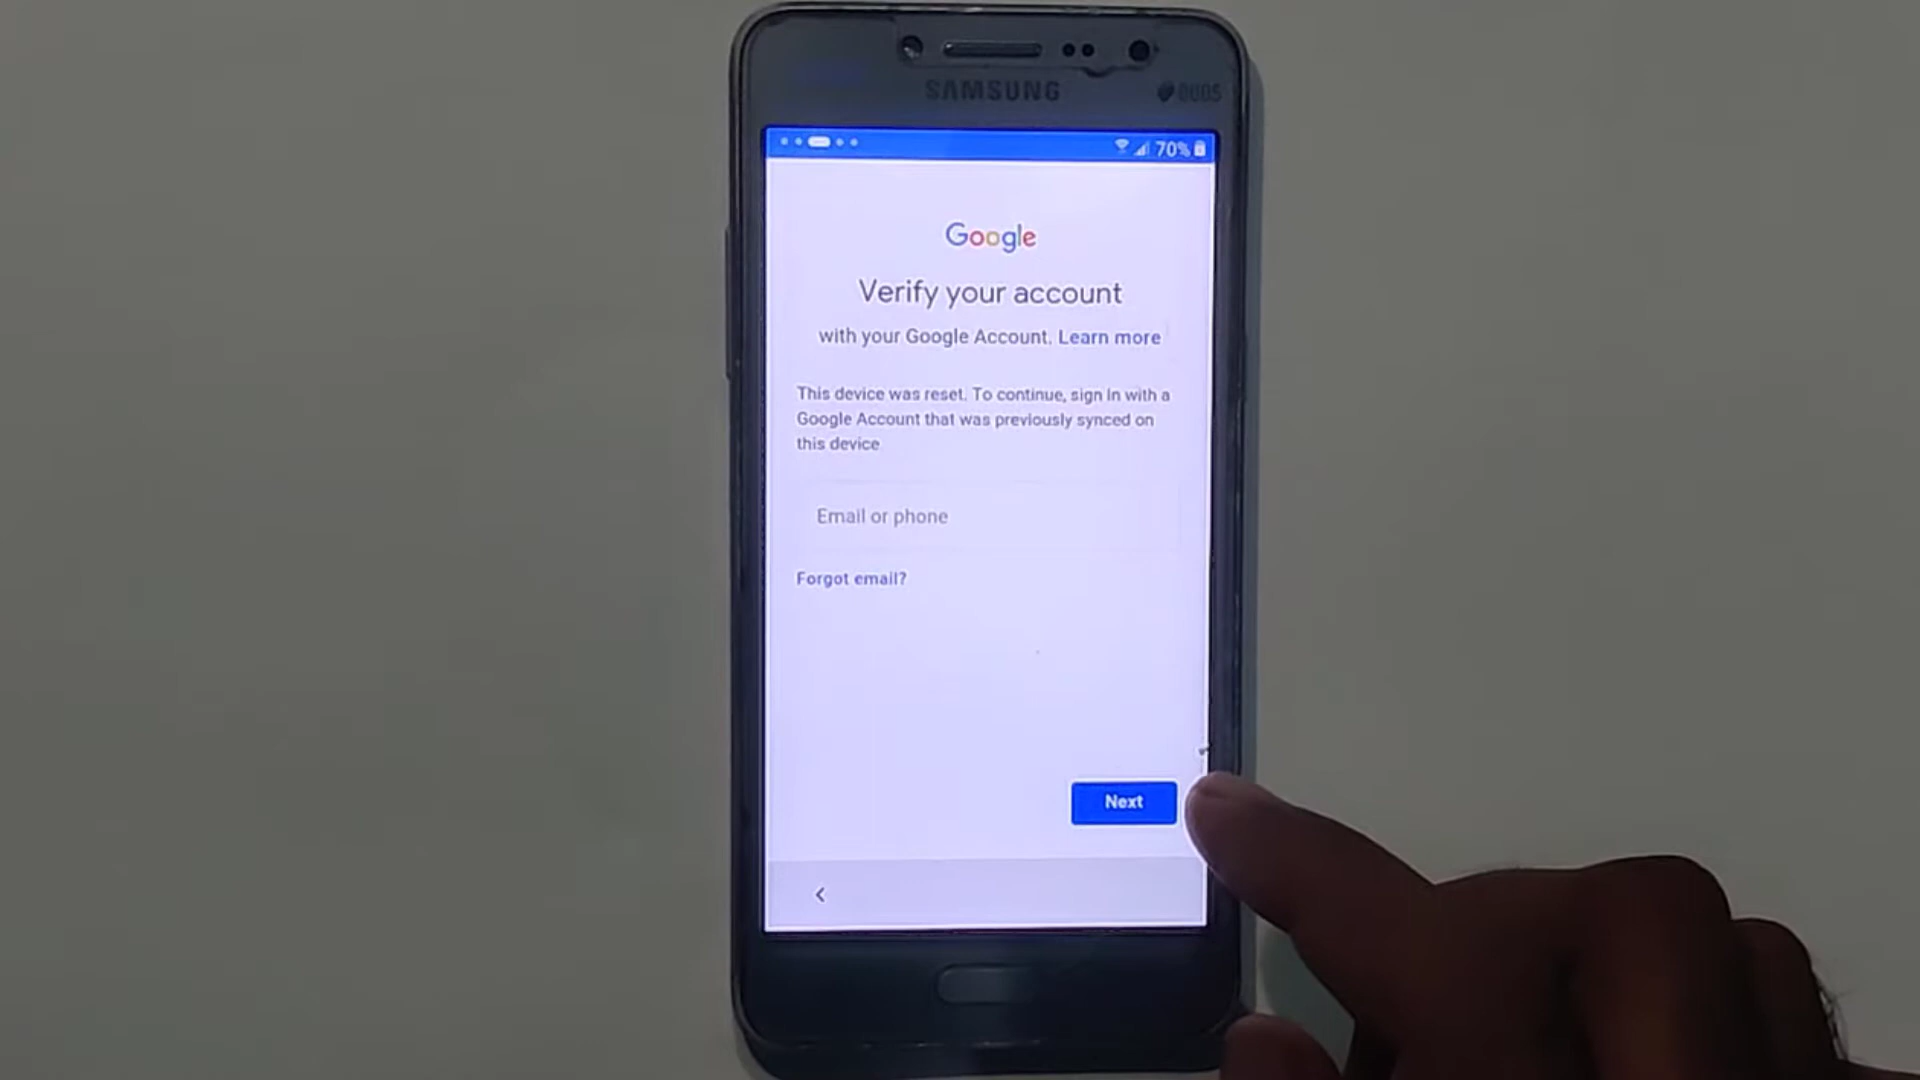 SAMSUNG
70%
Google
Verify your account
with your Google Account. Learn more
This device was reset. To continue, sign in with a
Google Account that was previously synced on
this device
Email or phone
Forgot email?
Next